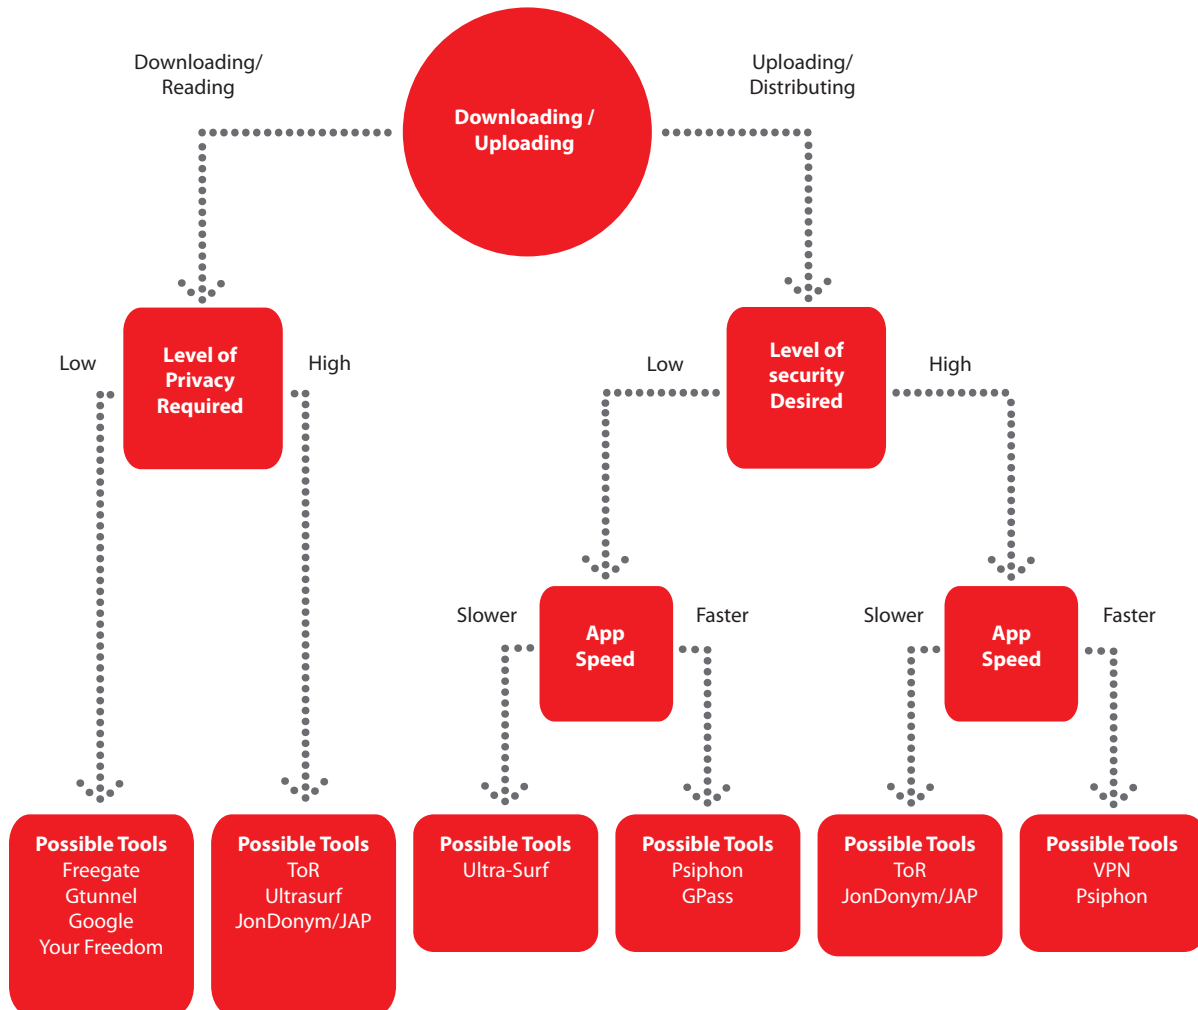 Downloading/
Reading
Downloading /
Uploading
Uploading/
Distributing
Low
Level of
Privacy
Required
High
Low
Level of
security
Desired
High
Slower
App
Speed
Faster
Slower
App
Speed
Faster
Possible Tools
Freegate
Gtunnel
Google
Your Freedom
Possible Tools
ToR
Ultrasurf
JonDonym/JAP
Possible Tools
Ultra-Surf
Possible Tools
Psiphon
GPass
Possible Tools
ToR
JonDonym/JAP
Possible Tools
VPN
Psiphon